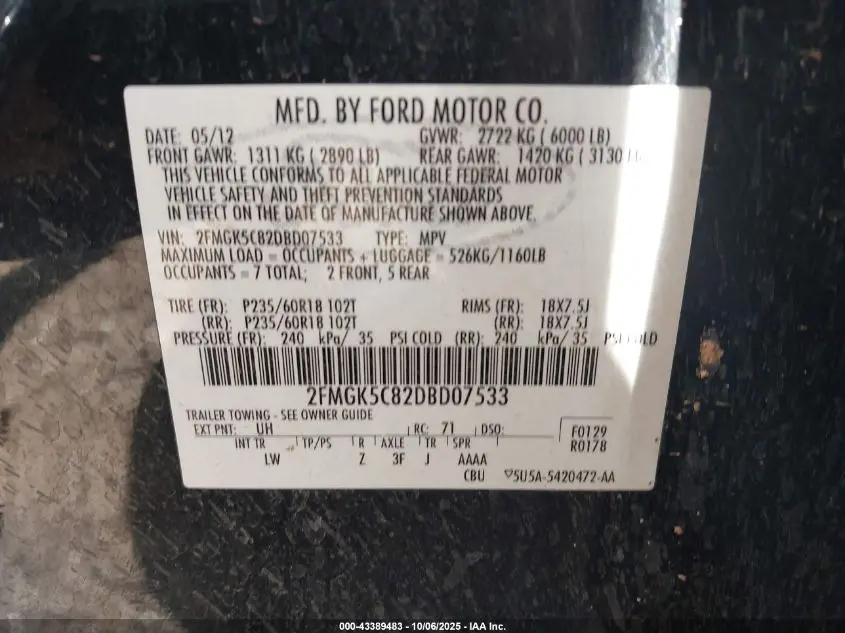 MFD. BY FORD MOTOR CO.
DATE: 05/12 GVWR: 2722 KG ( 6000 LB)
FRONT GAWR: 1311 KG ( 2890 LB) REAR GAWR: 1420 KG ( 3130
THIS VEHICLE CONFORMS TO ALL APPLICABLE FEDERAL MOTOR
VEHICLE SAFETY AND THEFT PREVENTION STANDARDS
IN EFFECT ON THE DATE OF MANUFACTURE SHOWN ABOVE.
VIN: 2FMGK5C82DBD07533 TYPE: MPV
MAXIMUM LOAD = OCCUPANTS + LUGGAGE = 526KG/1160LB
OCCUPANTS = 7 TOTAL; 2 FRONT, 5 REAR
TIRE (FR): P235/60R18 102T RIMS (FR): 18X7.5J
(RR): P235/60R18 102T (RR): 18X7.5J
PRESSURE (FR): 240 kPa/ 35 PSI COLD (RR): 240 kPa/ 35
2FMGK5C82DBD07533
TRAILER TOWING - SEE OWNER GUIDE
EXT PNT: UH RC: 71 DSO: F0129
R0178
INT TR TP/PS R AXLE TR SPR
LW Z 3F J AAAA
CBU 5U5A-5420472-AA
000-43389483 - 10/06/2025 - IAA Inc.